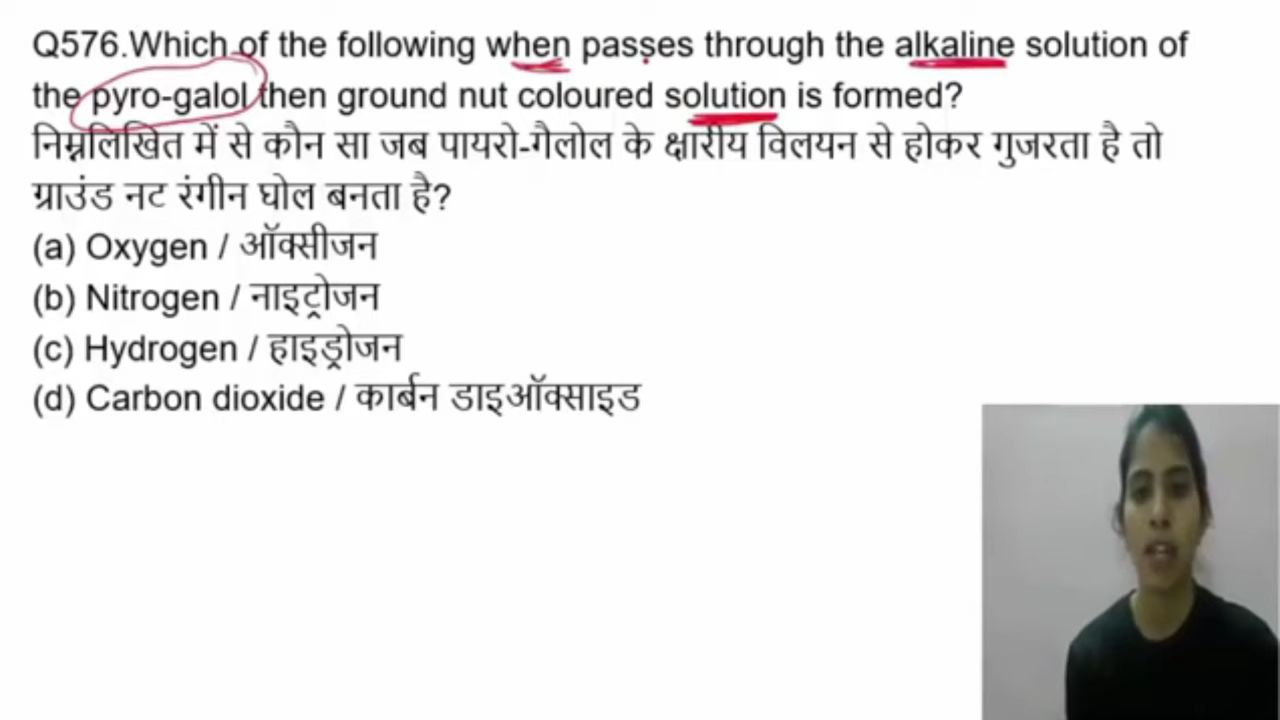 Q576.Which of the following when passes through the alkaline solution of
the pyro-galol then ground nut coloured solution is formed?
निम्नलिखित में से कौन सा जब पायरो-गैलोल के क्षारीय विलयन से होकर गुजरता है तो
ग्राउंड नट रंगीन घोल बनता है?
(a) Oxygen / ऑक्सीजन
(b) Nitrogen / नाइट्रोजन
(c) Hydrogen / हाइड्रोजन
(d) Carbon dioxide / कार्बन डाइऑक्साइड